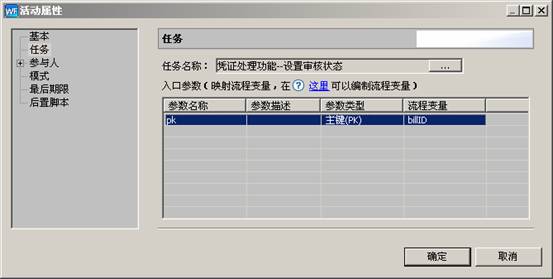 WF 活动属性
基本
任务
参与人
模式
最后期限
后置脚本
任务
任务名称： 凭证处理功能--设置审核状态 ...
入口参数（映射流程变量，在 ? 这里 可以编制流程变量）
参数名称 参数描述 参数类型 流程变量
pk 主键(PK) billID
确定 取消